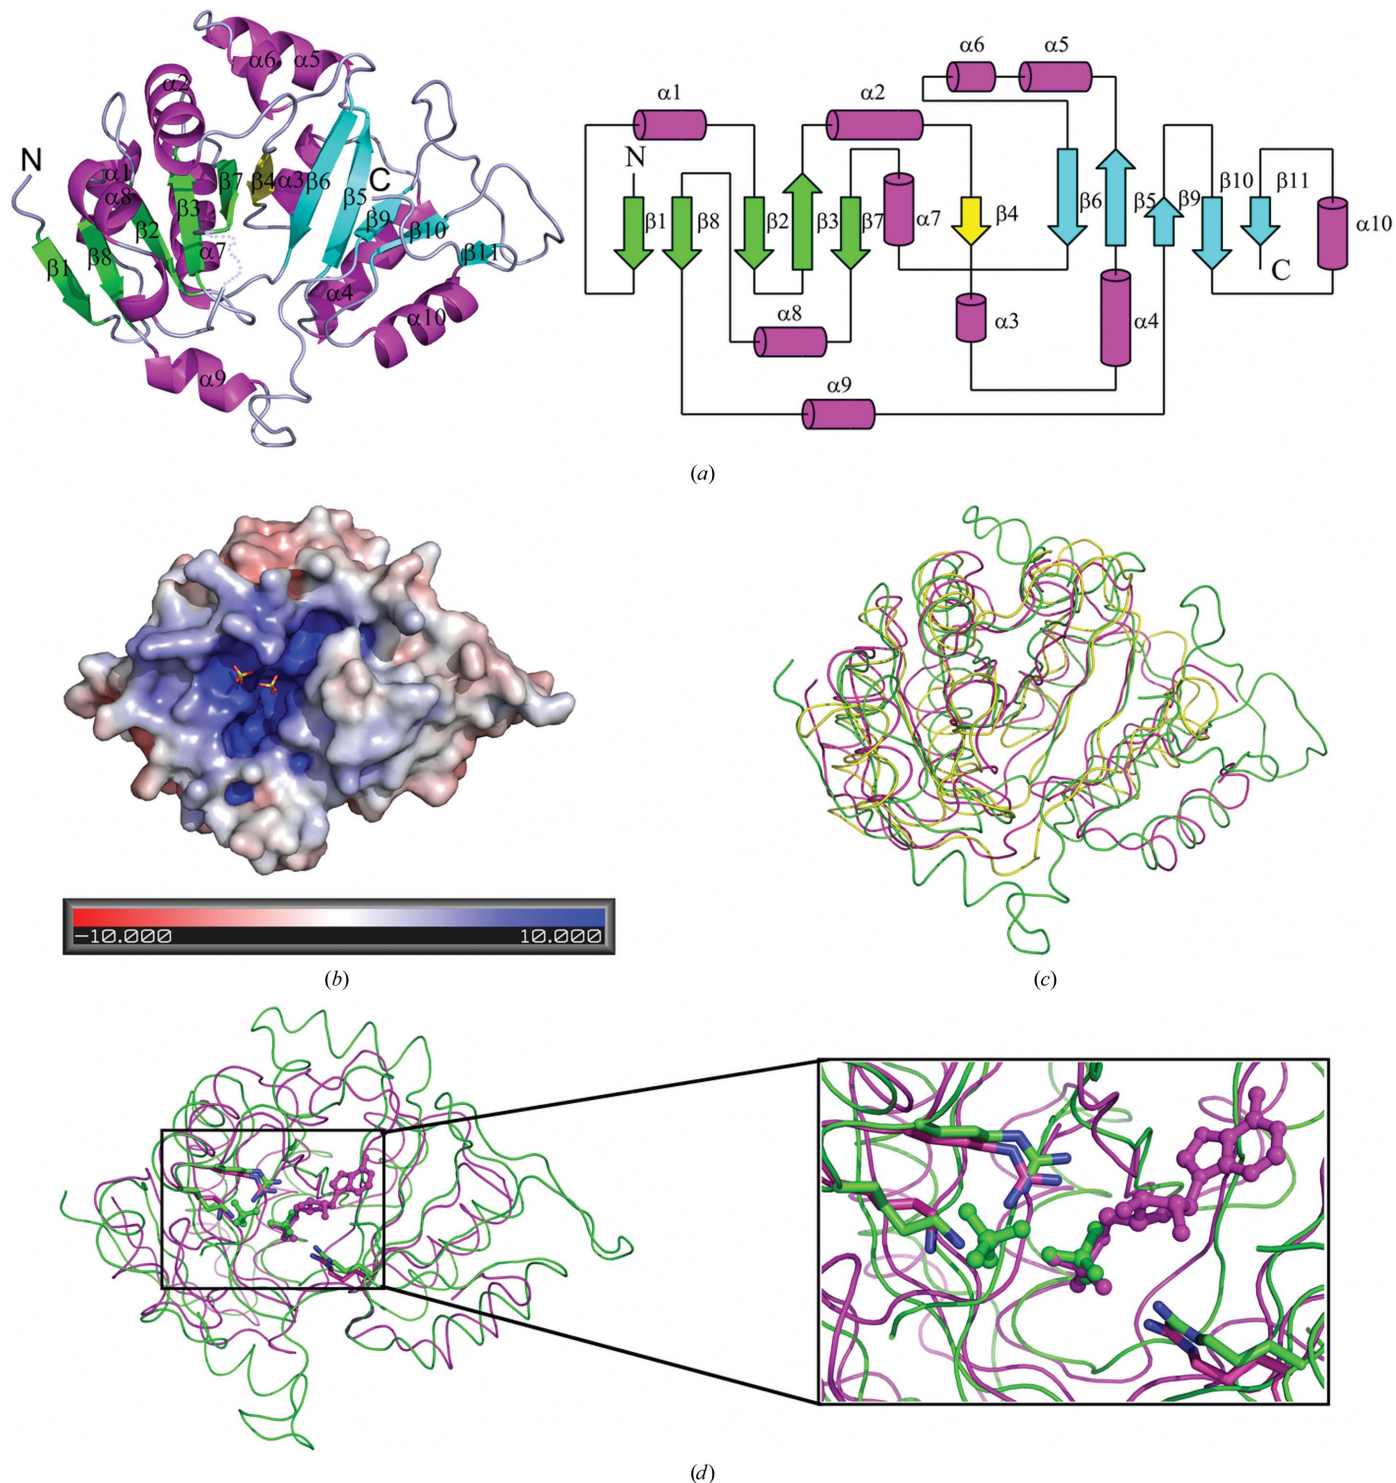 α6 α5
α2
N
α1
α8
β7
β4
α3
β6
C
β5
β3
β2
β9
β10
β1
β8
α7
β11
α4
α10
α9
α6 α5
α1 α2
N
β1
β8
β2
β3
β7
α7
β4
β6
β5
β9
β10
β11
α10
C
α8
α3
α4
α9
(a)
−10.000 10.000
(b) (c)
(d)